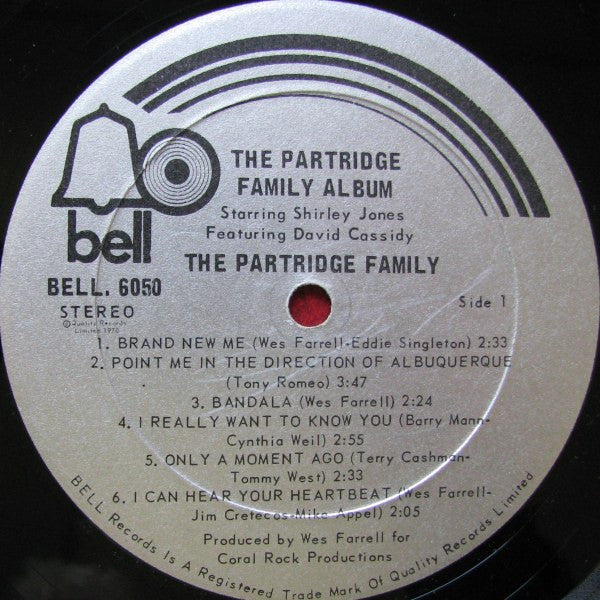 THE PARTRIDGE
FAMILY ALBUM
Starring Shirley Jones
Featuring David Cassidy
THE PARTRIDGE FAMILY
bell
BELL. 6050
STEREO
© Quality Records
Limited 1970
Side 1
1. BRAND NEW ME (Wes Farrell-Eddie Singleton) 2:33
2. POINT ME IN THE DIRECTION OF ALBUQUERQUE
(Tony Romeo) 3:47
3. BANDALA (Wes Farrell) 2:24
4. I REALLY WANT TO KNOW YOU (Barry Mann-
Cynthia Weil) 2:55
5. ONLY A MOMENT AGO (Terry Cashman-
Tommy West) 2:33
6. I CAN HEAR YOUR HEARTBEAT (Wes Farrell-
Jim Cretecos-Mike Appel) 2:05
Produced by Wes Farrell for
Coral Rock Productions
BELL Records Is A Registered Trade Mark Of Quality Records Limited